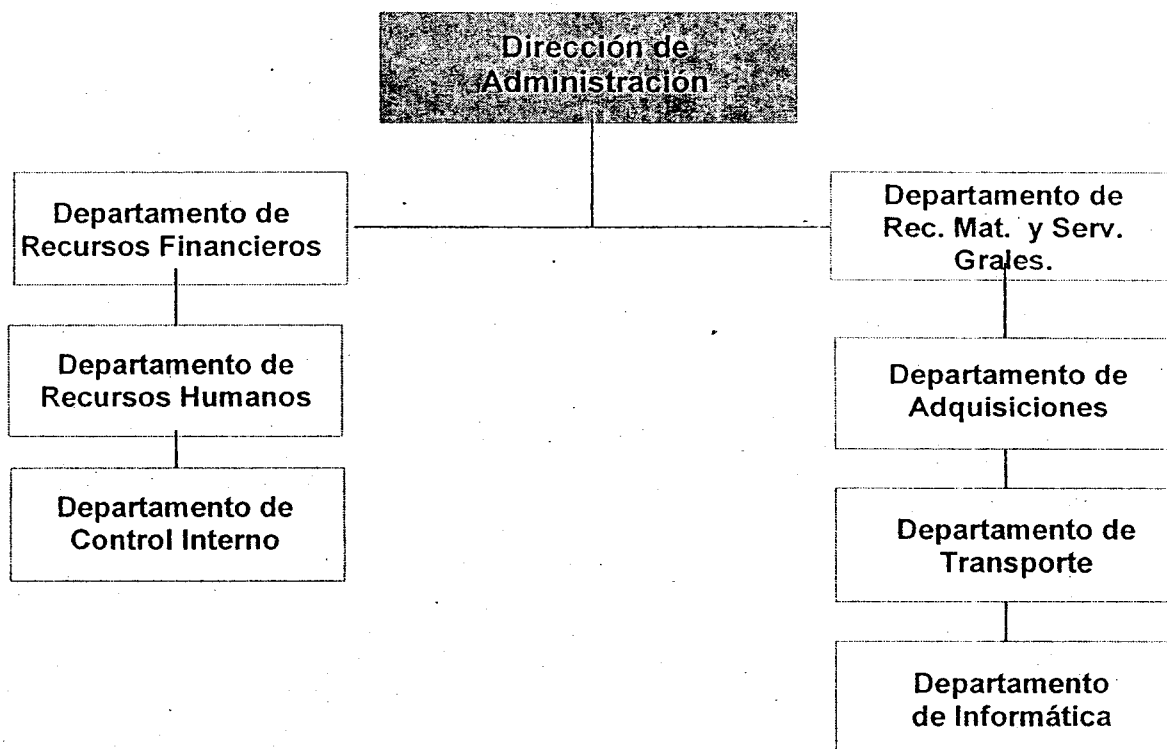 Dirección de
Administración
Departamento de
Recursos Financieros
Departamento de
Rec. Mat. y Serv.
Grales.
Departamento de
Recursos Humanos
Departamento de
Adquisiciones
Departamento de
Control Interno
Departamento de
Transporte
Departamento
de Informática